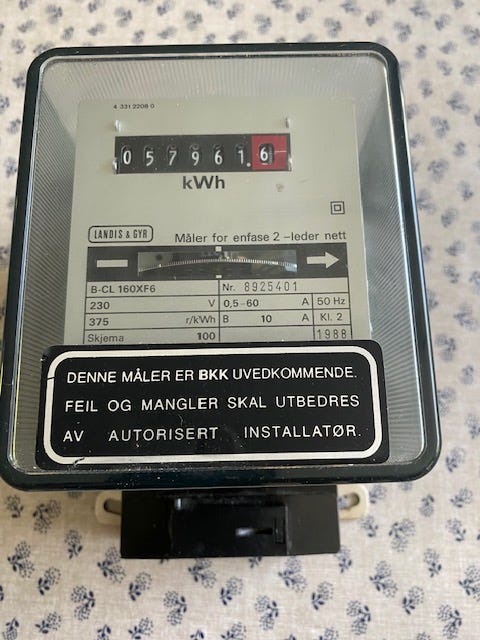 4 331 2208 0
057961.6
kWh
LANDIS & GYR Måler for enfase 2-leder nett
B-CL 160XF6 Nr. 8925401
230 V 0,5-60 A 50 Hz
375 r/kWh B 10 A Kl. 2
Skjema 100 1988
DENNE MÅLER ER BKK UVEDKOMMENDE.
FEIL OG MANGLER SKAL UTBEDRES
AV AUTORISERT INSTALLATØR.